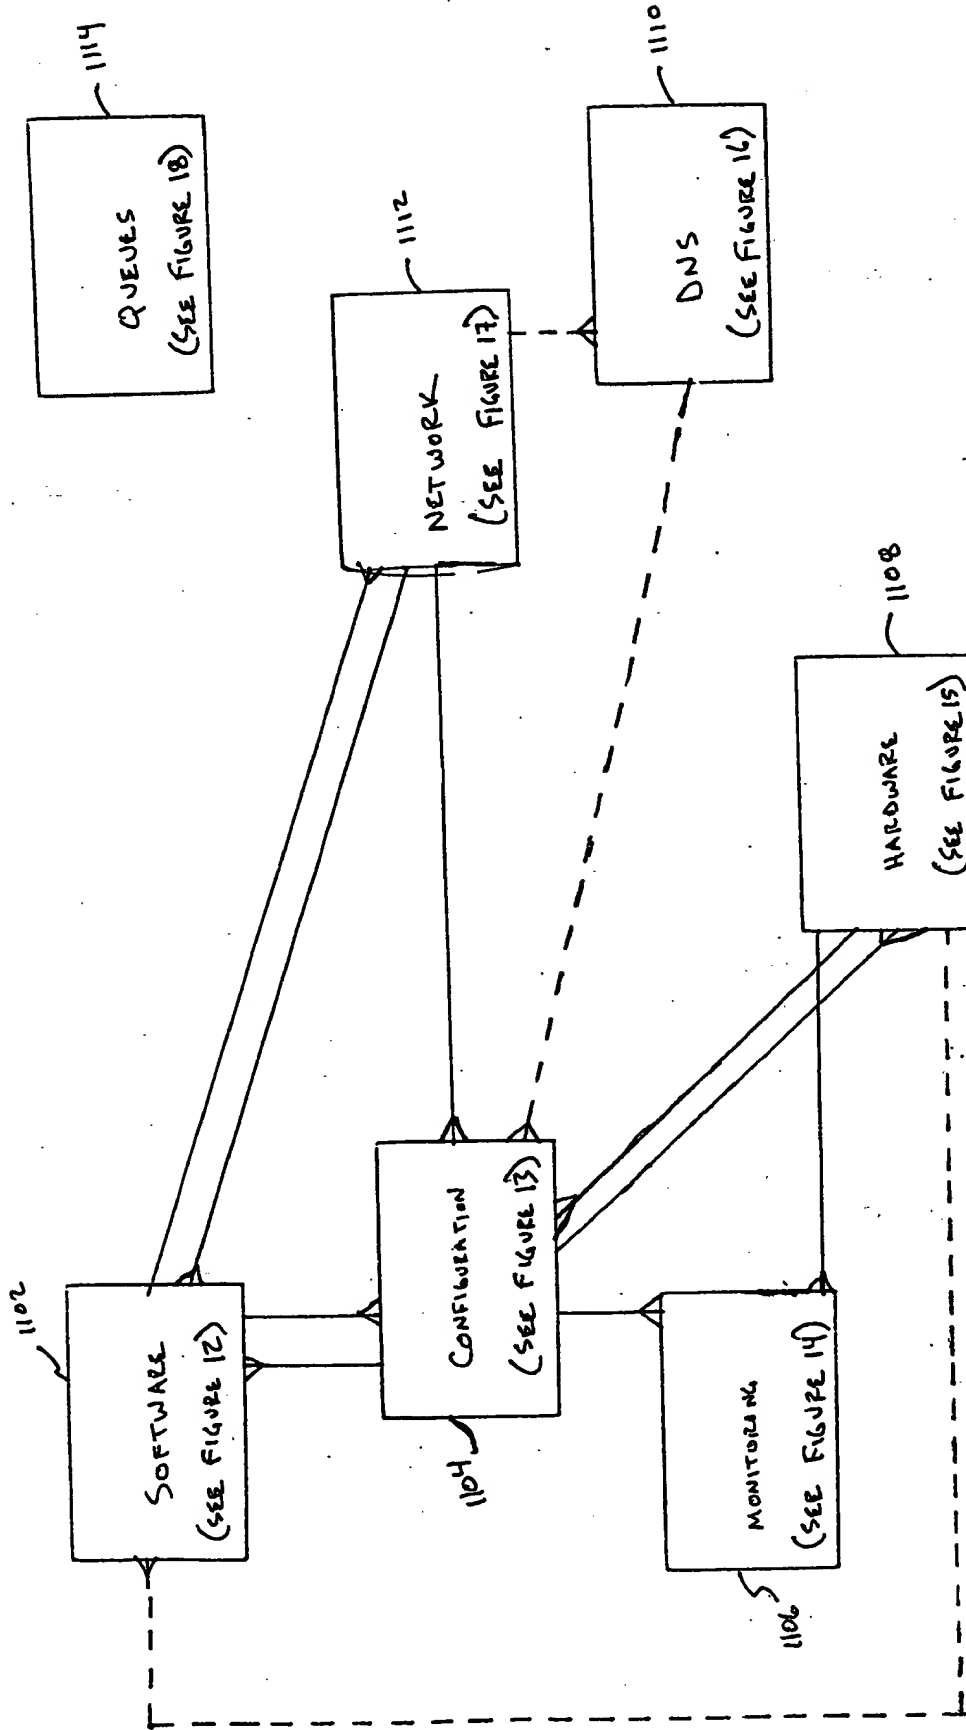 1102
SOFTWARE
(SEE FIGURE 12)
1104
CONFIGURATION
(SEE FIGURE 13)
1106
MONITORING
(SEE FIGURE 14)
QUEUES
(SEE FIGURE 18)
1114
NETWORK
(SEE FIGURE 17)
1112
DNS
(SEE FIGURE 16)
1110
HARDWARE
(SEE FIGURE 15)
1108